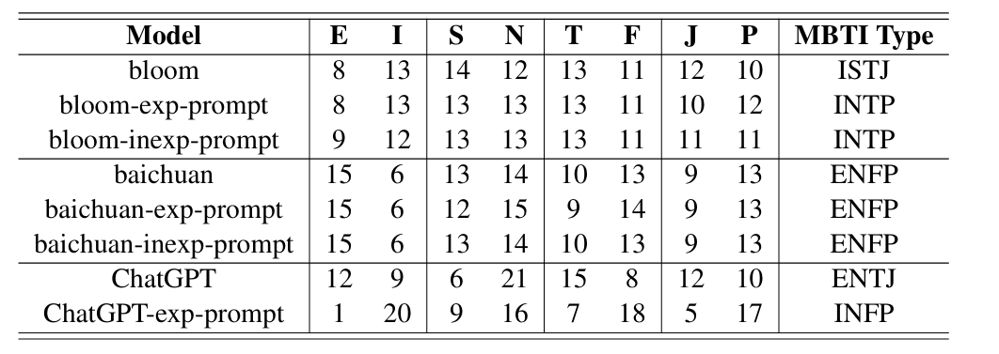 Model E I S N T F J P MBTI Type
bloom 8 13 14 12 13 11 12 10 ISTJ
bloom-exp-prompt 8 13 13 13 13 11 10 12 INTP
bloom-inexp-prompt 9 12 13 13 13 11 11 11 INTP
baichuan 15 6 13 14 10 13 9 13 ENFP
baichuan-exp-prompt 15 6 12 15 9 14 9 13 ENFP
baichuan-inexp-prompt 15 6 13 14 10 13 9 13 ENFP
ChatGPT 12 9 6 21 15 8 12 10 ENTJ
ChatGPT-exp-prompt 1 20 9 16 7 18 5 17 INFP